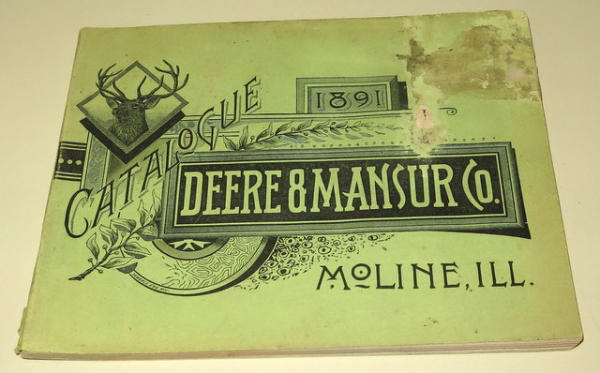 CATALOGUE
1891
DEERE & MANSUR CO.
MOLINE, ILL.